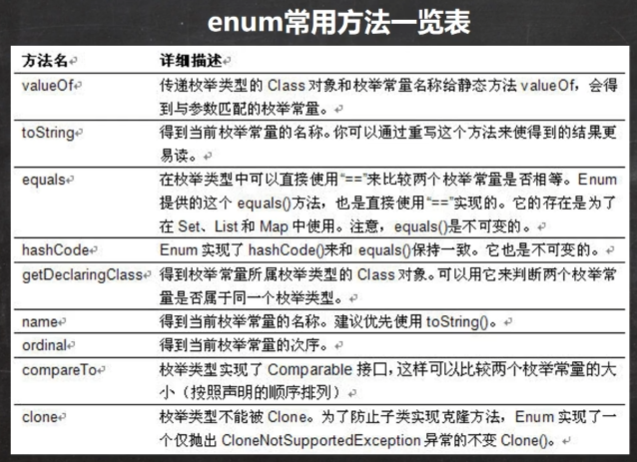 enum常用方法一览表
方法名 详细描述
valueOf 传递枚举类型的 Class 对象和枚举常量名称给静态方法 valueOf，会得
到与参数匹配的枚举常量。
toString 得到当前枚举常量的名称。你可以通过重写这个方法来使得到的结果更
易读。
equals 在枚举类型中可以直接使用“==”来比较两个枚举常量是否相等。Enum
提供的这个 equals()方法，也是直接使用“==”实现的。它的存在是为了
在 Set、List 和 Map 中使用。注意，equals()是不可变的。
hashCode Enum 实现了 hashCode()来和 equals()保持一致。它也是不可变的。
getDeclaringClass 得到枚举常量所属枚举类型的 Class 对象。可以用它来判断两个枚举常
量是否属于同一个枚举类型。
name 得到当前枚举常量的名称。建议优先使用 toString()。
ordinal 得到当前枚举常量的次序。
compareTo 枚举类型实现了 Comparable 接口，这样可以比较两个枚举常量的大
小（按照声明的顺序排列）
clone 枚举类型不能被 Clone。为了防止子类实现克隆方法，Enum 实现了一
个仅抛出 CloneNotSupportedException 异常的不变 Clone()。